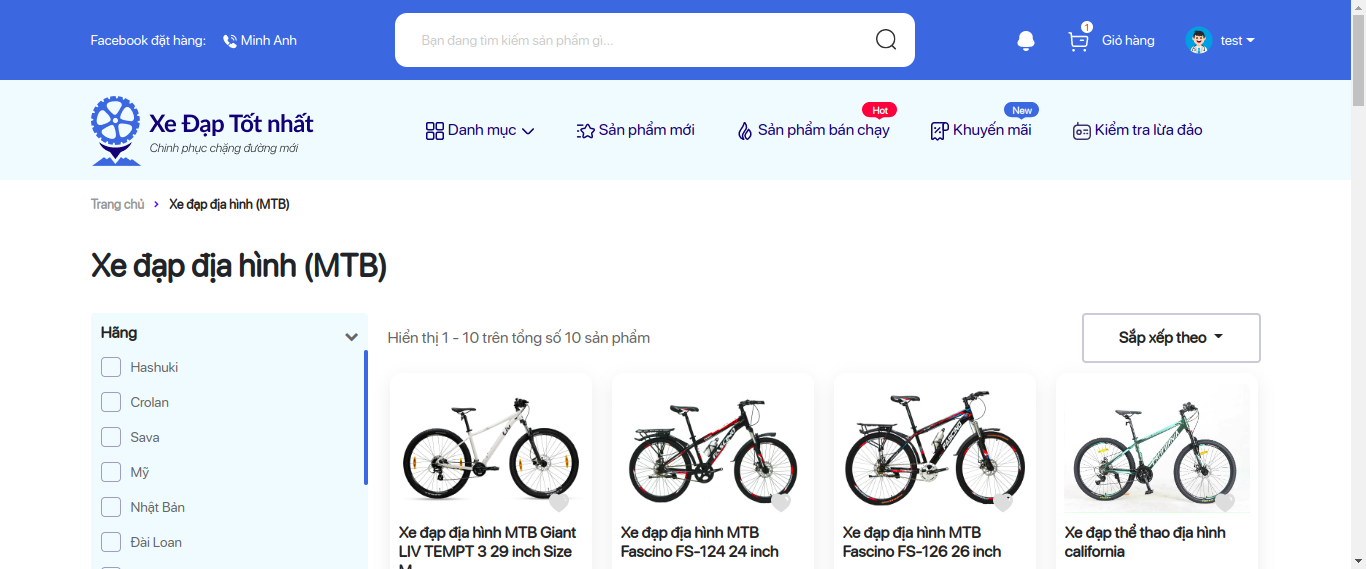 Facebook đặt hàng: Minh Anh
Bạn đang tìm kiếm sản phẩm gì...
1
Giỏ hàng
test
Xe Đạp Tốt nhất
Chinh phục chặng đường mới
Danh mục
Sản phẩm mới
Hot
Sản phẩm bán chạy
New
Khuyến mãi
Kiểm tra lừa đảo
Trang chủ > Xe đạp địa hình (MTB)
Xe đạp địa hình (MTB)
Hãng
Hashuki
Crolan
Sava
Mỹ
Nhật Bản
Đài Loan
Hiển thị 1 - 10 trên tổng số 10 sản phẩm
Sắp xếp theo
Xe đạp địa hình MTB Giant
LIV TEMPT 3 29 inch Size
M
FASCINO
Xe đạp địa hình MTB
Fascino FS-124 24 inch
FASCINO
Xe đạp địa hình MTB
Fascino FS-126 26 inch
Xe đạp thể thao địa hình
california